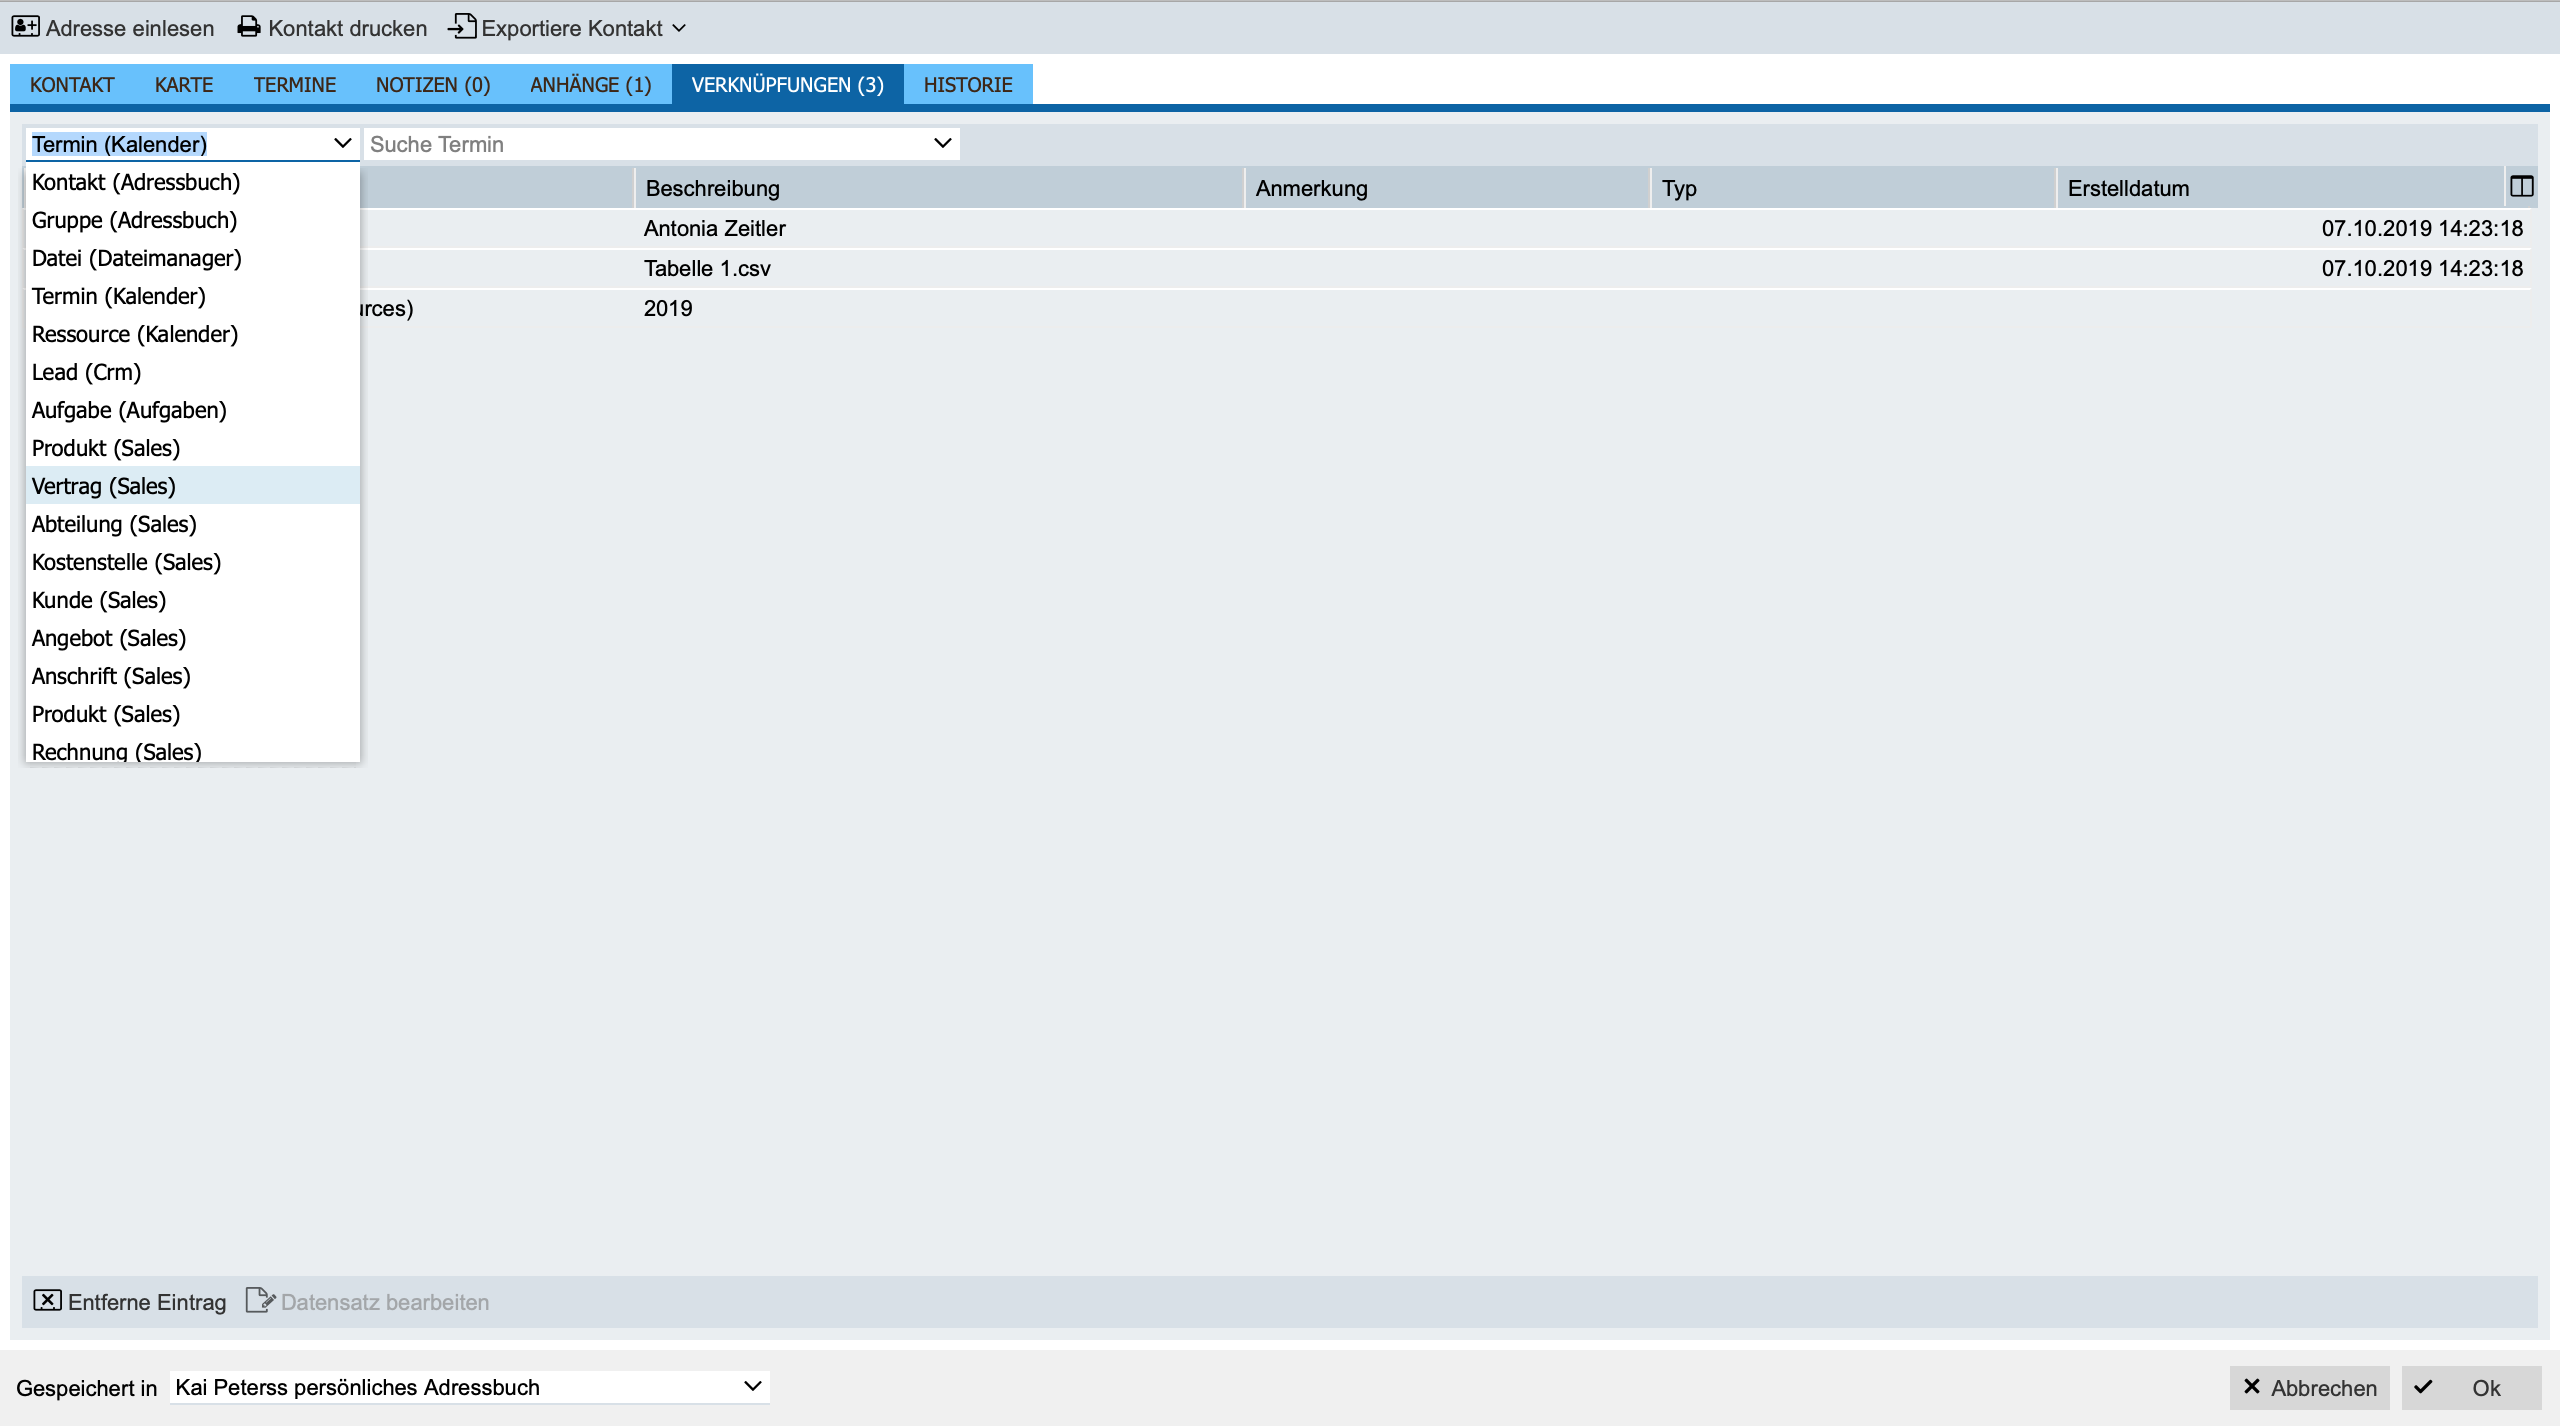 Adresse einlesen Kontakt drucken Exportiere Kontakt
KONTAKT KARTE TERMINE NOTIZEN (0) ANHÄNGE (1) VERKNÜPFUNGEN (3) HISTORIE
Termin (Kalender) Suche Termin
Kontakt (Adressbuch)
Gruppe (Adressbuch)
Datei (Dateimanager)
Termin (Kalender)
Ressource (Kalender)
Lead (Crm)
Aufgabe (Aufgaben)
Produkt (Sales)
Vertrag (Sales)
Abteilung (Sales)
Kostenstelle (Sales)
Kunde (Sales)
Angebot (Sales)
Anschrift (Sales)
Produkt (Sales)
Rechnung (Sales)
Beschreibung Anmerkung Typ Erstelldatum
Antonia Zeitler 07.10.2019 14:23:18
Tabelle 1.csv 07.10.2019 14:23:18
2019
Entferne Eintrag Datensatz bearbeiten
Gespeichert in Kai Peterss persönliches Adressbuch Abbrechen Ok